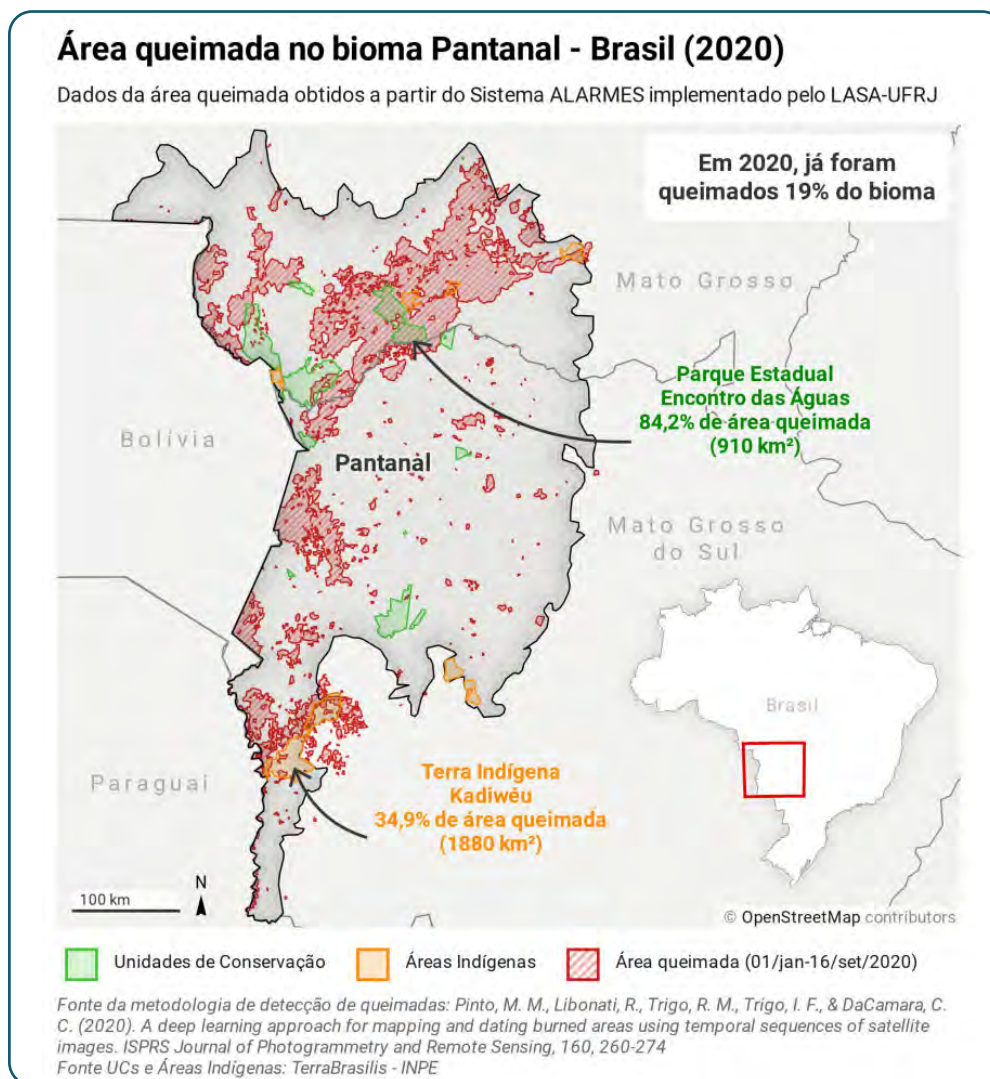 Área queimada no bioma Pantanal - Brasil (2020)
Dados da área queimada obtidos a partir do Sistema ALARMES implementado pelo LASA-UFRJ
Em 2020, já foram
queimados 19% do bioma
Mato Grosso
Parque Estadual
Encontro das Águas
84,2% de área queimada
(910 km²)
Bolívia
Pantanal
Mato Grosso
do Sul
Brasil
Paraguai
Terra Indígena
Kadiwéu
34,9% de área queimada
(1880 km²)
100 km
N
© OpenStreetMap contributors
Unidades de Conservação
Áreas Indígenas
Área queimada (01/jan-16/set/2020)
Fonte da metodologia de detecção de queimadas: Pinto, M. M., Libonati, R., Trigo, R. M., Trigo, I. F., & DaCamara, C.
C. (2020). A deep learning approach for mapping and dating burned areas using temporal sequences of satellite
images. ISPRS Journal of Photogrammetry and Remote Sensing, 160, 260-274
Fonte UCs e Áreas Indígenas: TerraBrasilis - INPE